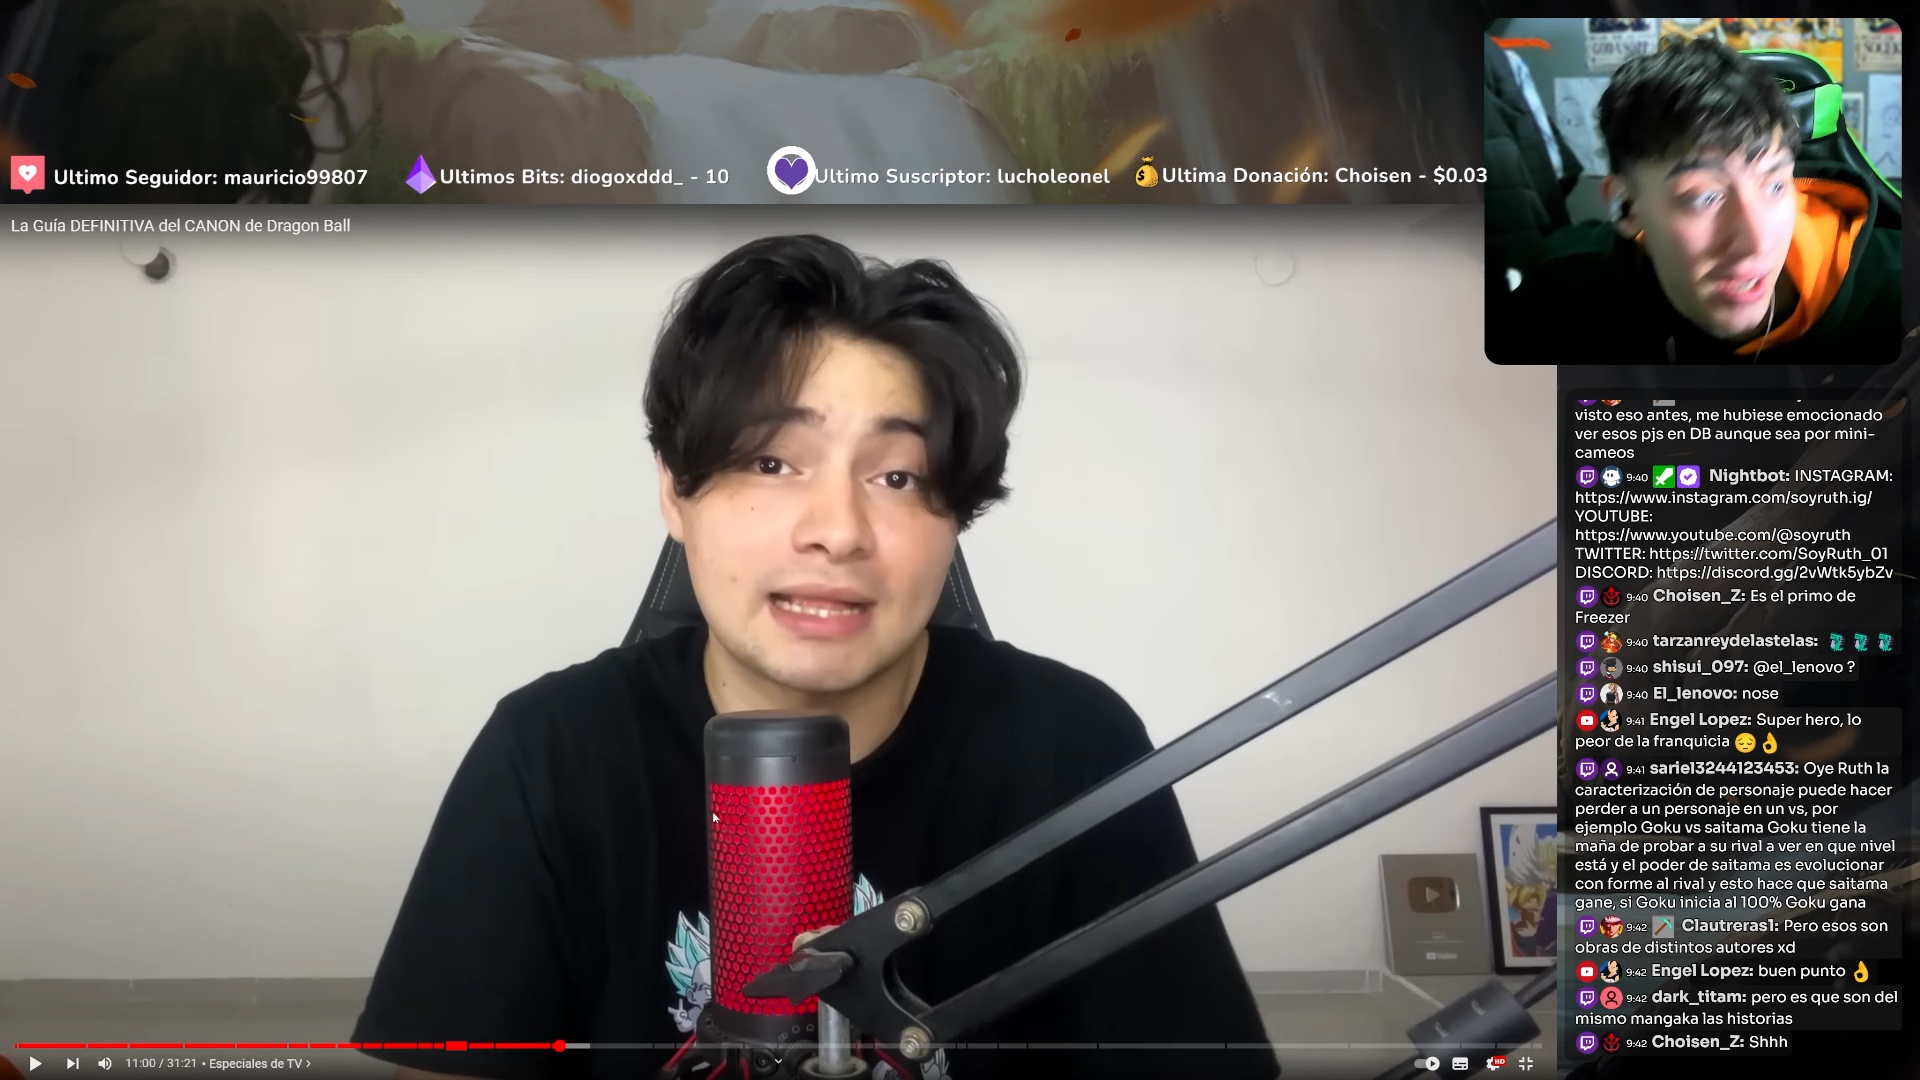 Ultimo Seguidor: mauricio99807
Ultimos Bits: diogoxddd_ - 10
Ultimo Suscriptor: lucholeonel
Ultima Donación: Choisen - $0.03
La Guía DEFINITIVA del CANON de Dragon Ball
visto eso antes, me hubiese emocionado
ver esos pjs en DB aunque sea por mini-
cameos
9:40 Nightbot: INSTAGRAM:
https://www.instagram.com/soyruth.ig/
YOUTUBE:
https://www.youtube.com/@soyruth
TWITTER: https://twitter.com/SoyRuth_01
DISCORD: https://discord.gg/2vWtk5ybZv
9:40 Choisen_Z: Es el primo de
Freezer
9:40 tarzanreydelastelas:
9:40 shisui_097: @el_lenovo ?
9:40 El_lenovo: nose
9:41 Engel Lopez: Super hero, lo
peor de la franquicia 😔👌
9:41 sariel3244123453: Oye Ruth la
caracterización de personaje puede hacer
perder a un personaje en un vs, por
ejemplo Goku vs saitama Goku tiene la
maña de probar a su rival a ver en que nivel
está y el poder de saitama es evolucionar
con forme al rival y esto hace que saitama
gane, si Goku inicia al 100% Goku gana
9:42 Clautreras1: Pero esos son
obras de distintos autores xd
9:42 Engel Lopez: buen punto 👌
9:42 dark_titam: pero es que son del
mismo mangaka las historias
9:42 Choisen_Z: Shhh
11:00 / 31:21 • Especiales de TV >
HD